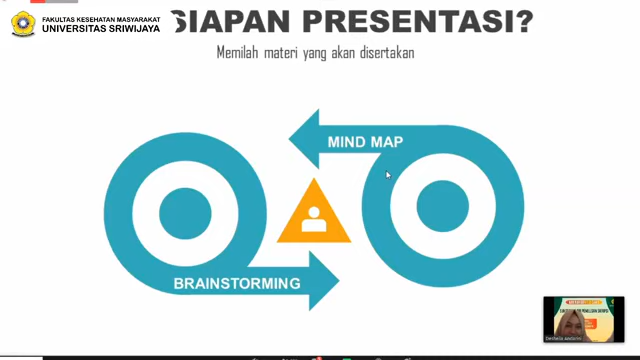 FAKULTAS KESEHATAN MASYARAKAT
UNIVERSITAS SRIWIJAYA
SIAPAN PRESENTASI?
Memilah materi yang akan disertakan
MIND MAP
BRAINSTORMING